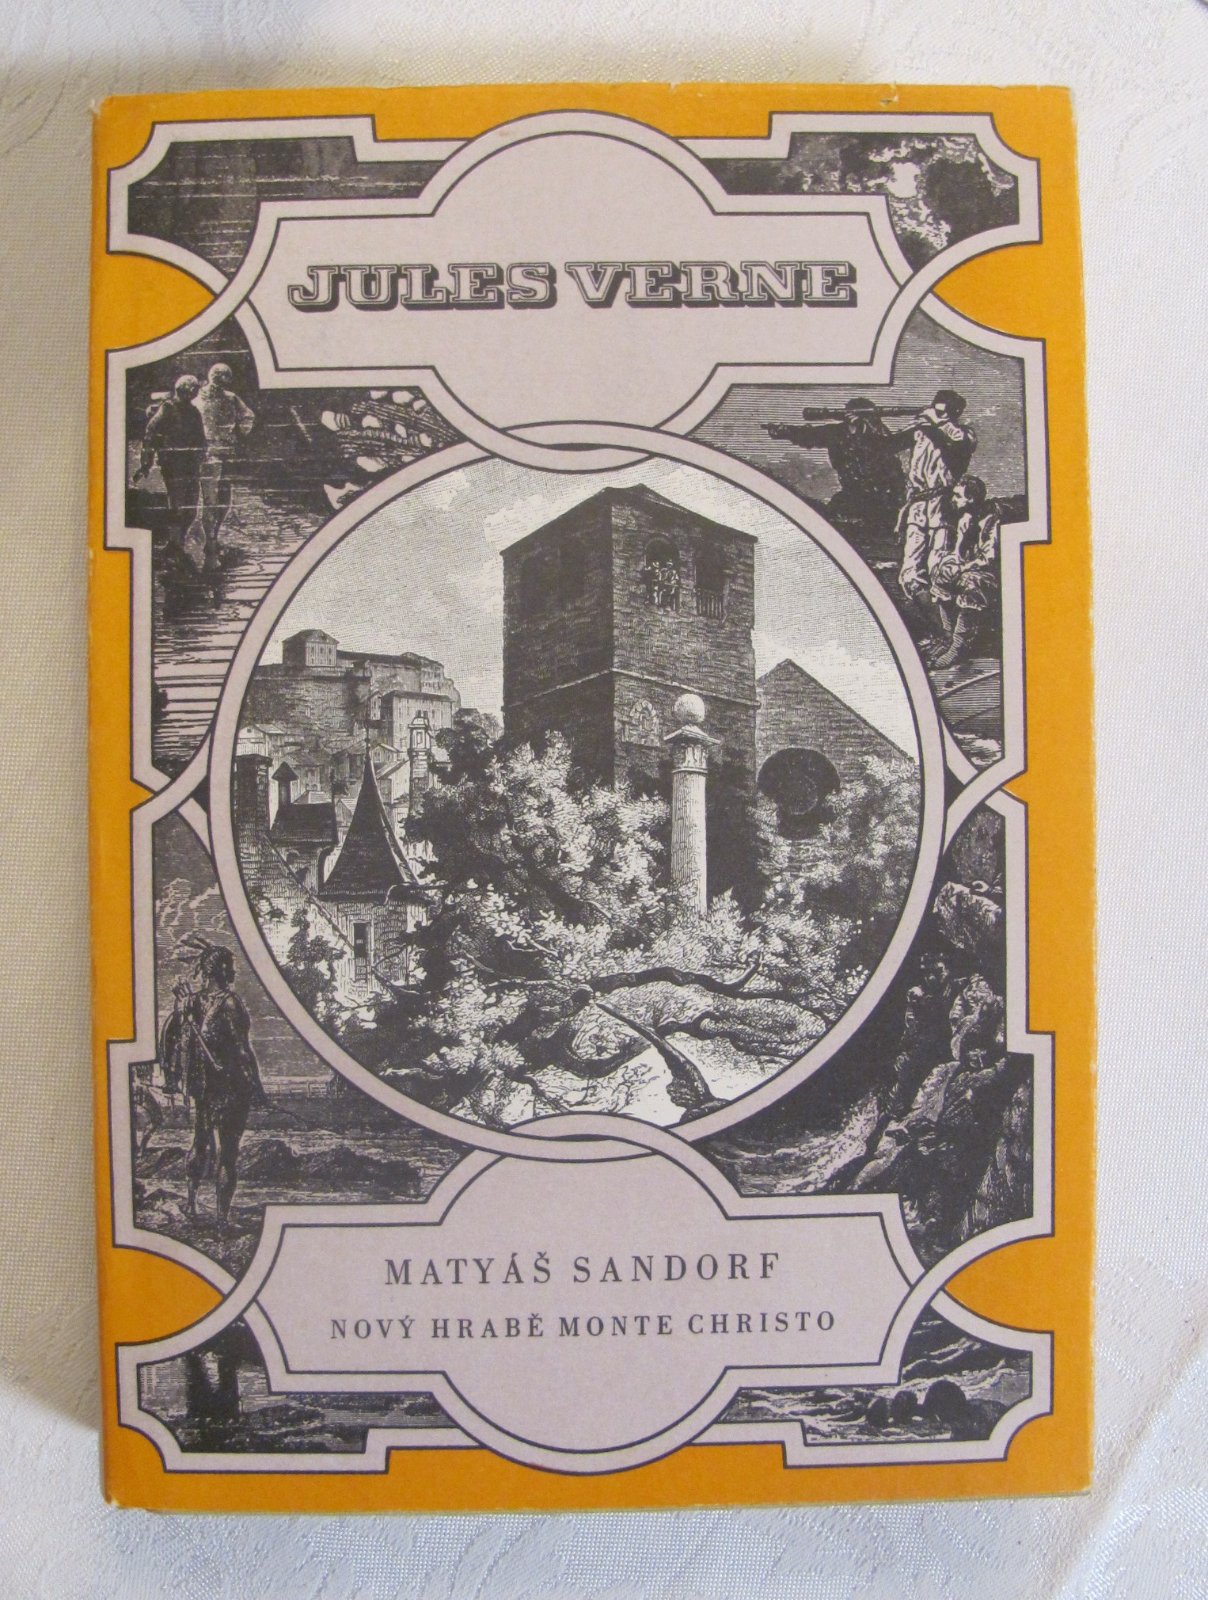 JULES VERNE
MATYÁŠ SANDORF
NOVÝ HRABĚ MONTE CHRISTO